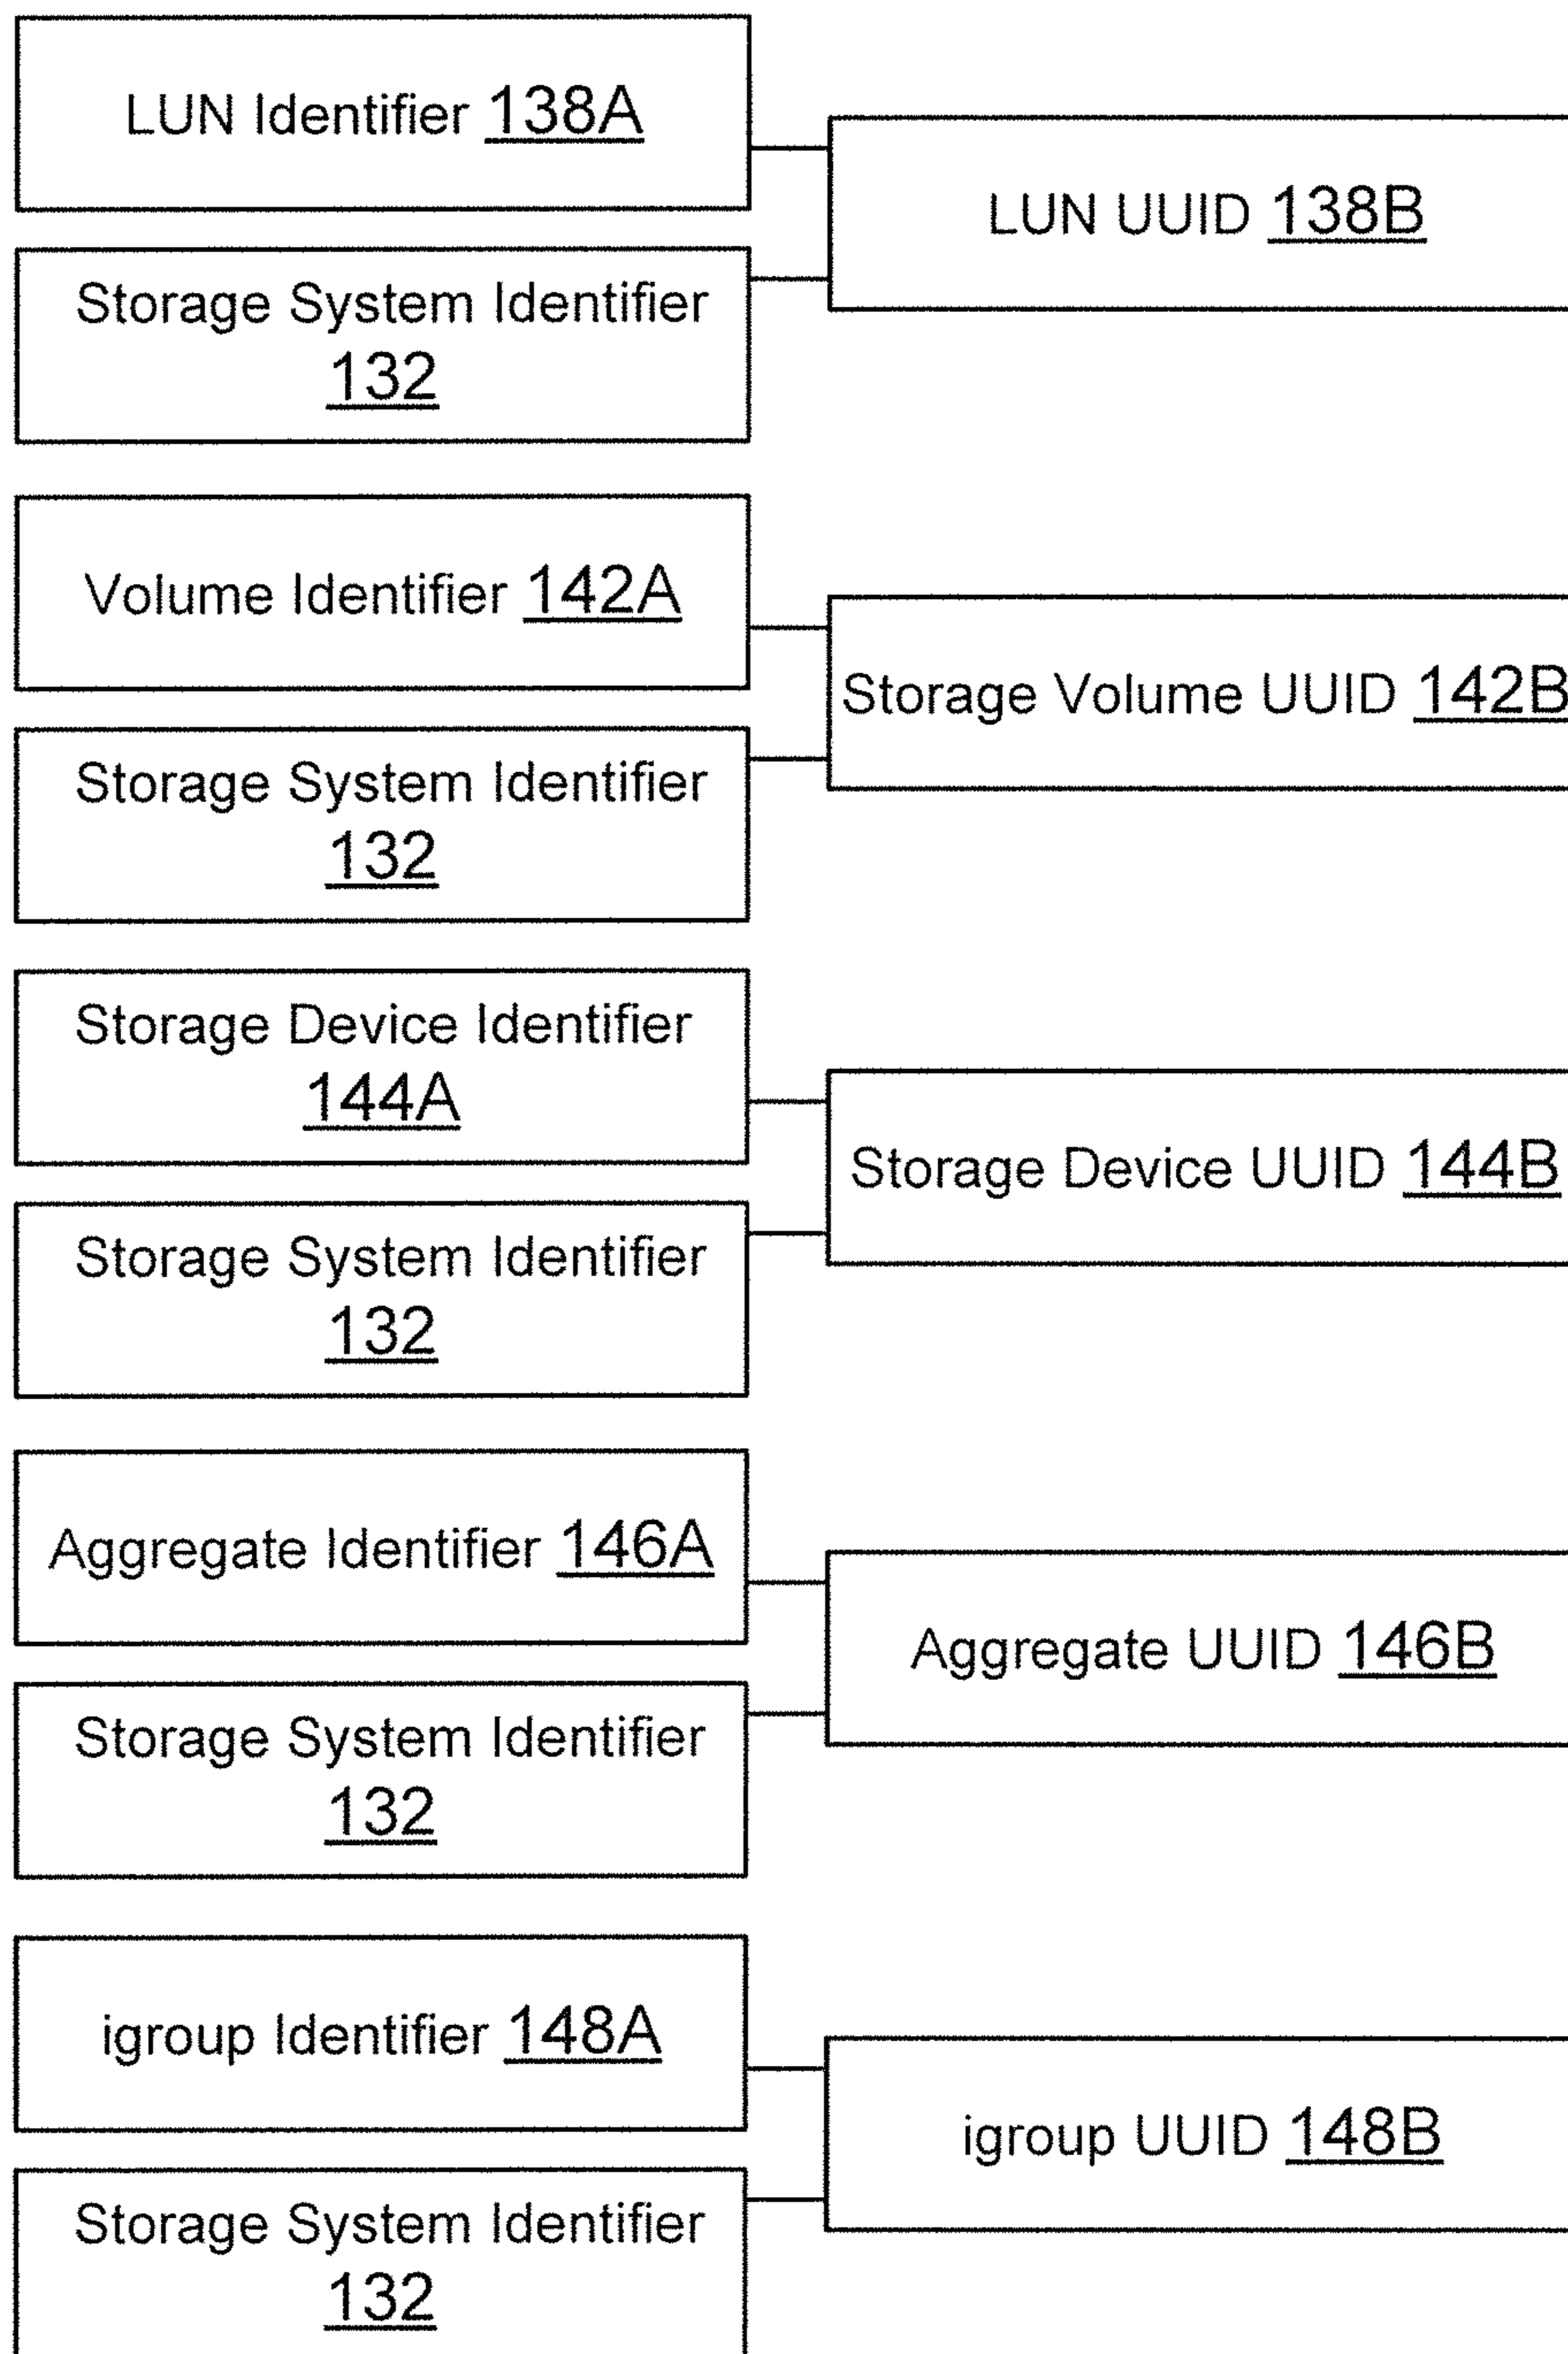 LUN Identifier 138A
LUN UUID 138B
Storage System Identifier
132
Volume Identifier 142A
Storage Volume UUID 142B
Storage System Identifier
132
Storage Device Identifier
144A
Storage Device UUID 144B
Storage System Identifier
132
Aggregate Identifier 146A
Aggregate UUID 146B
Storage System Identifier
132
igroup Identifier 148A
igroup UUID 148B
Storage System Identifier
132